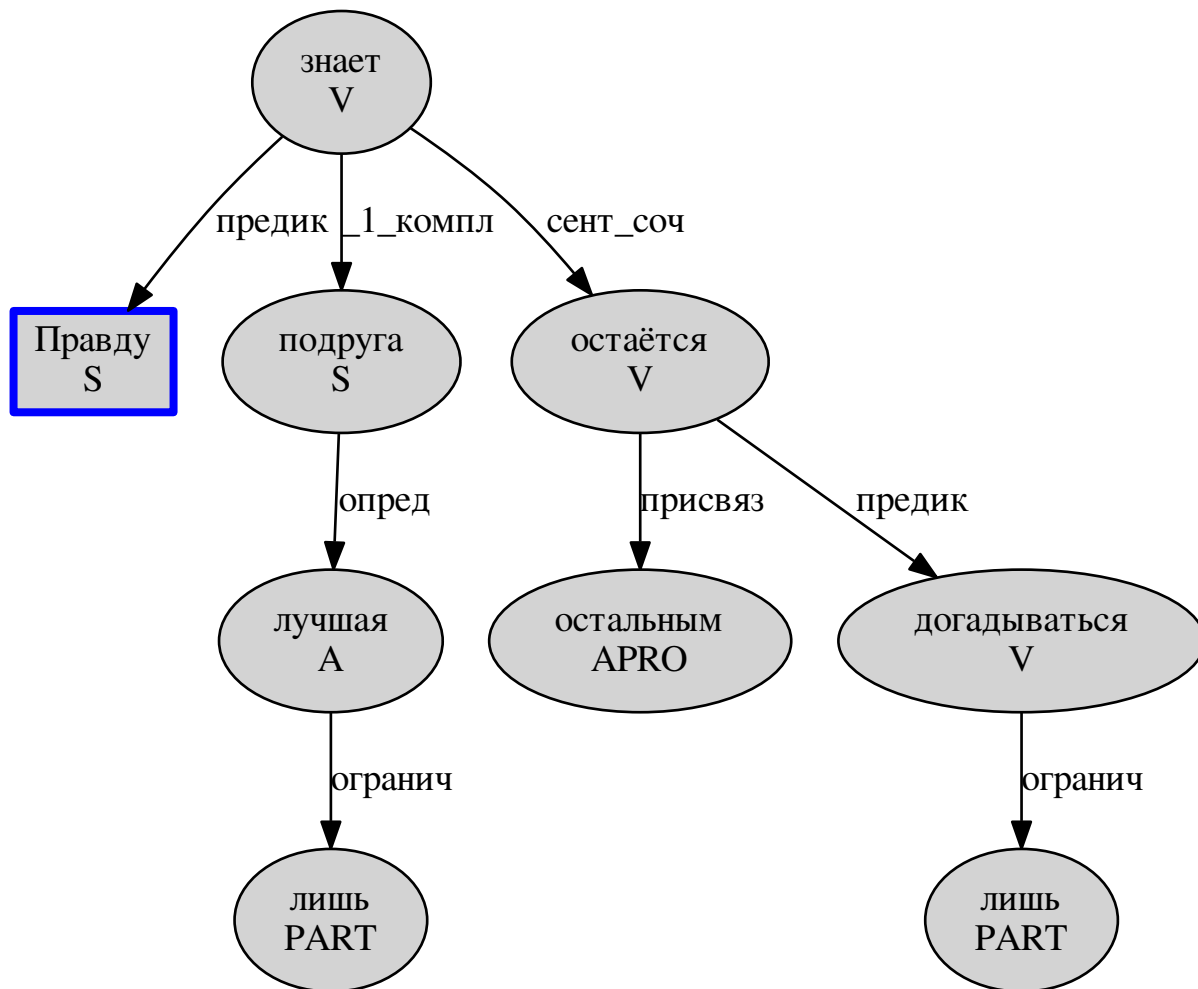 знает
V
предик
_1_компл
сент_соч
Правду
S
подруга
S
остаётся
V
опред
присвяз
предик
лучшая
A
остальным
APRO
догадываться
V
огранич
огранич
лишь
PART
лишь
PART